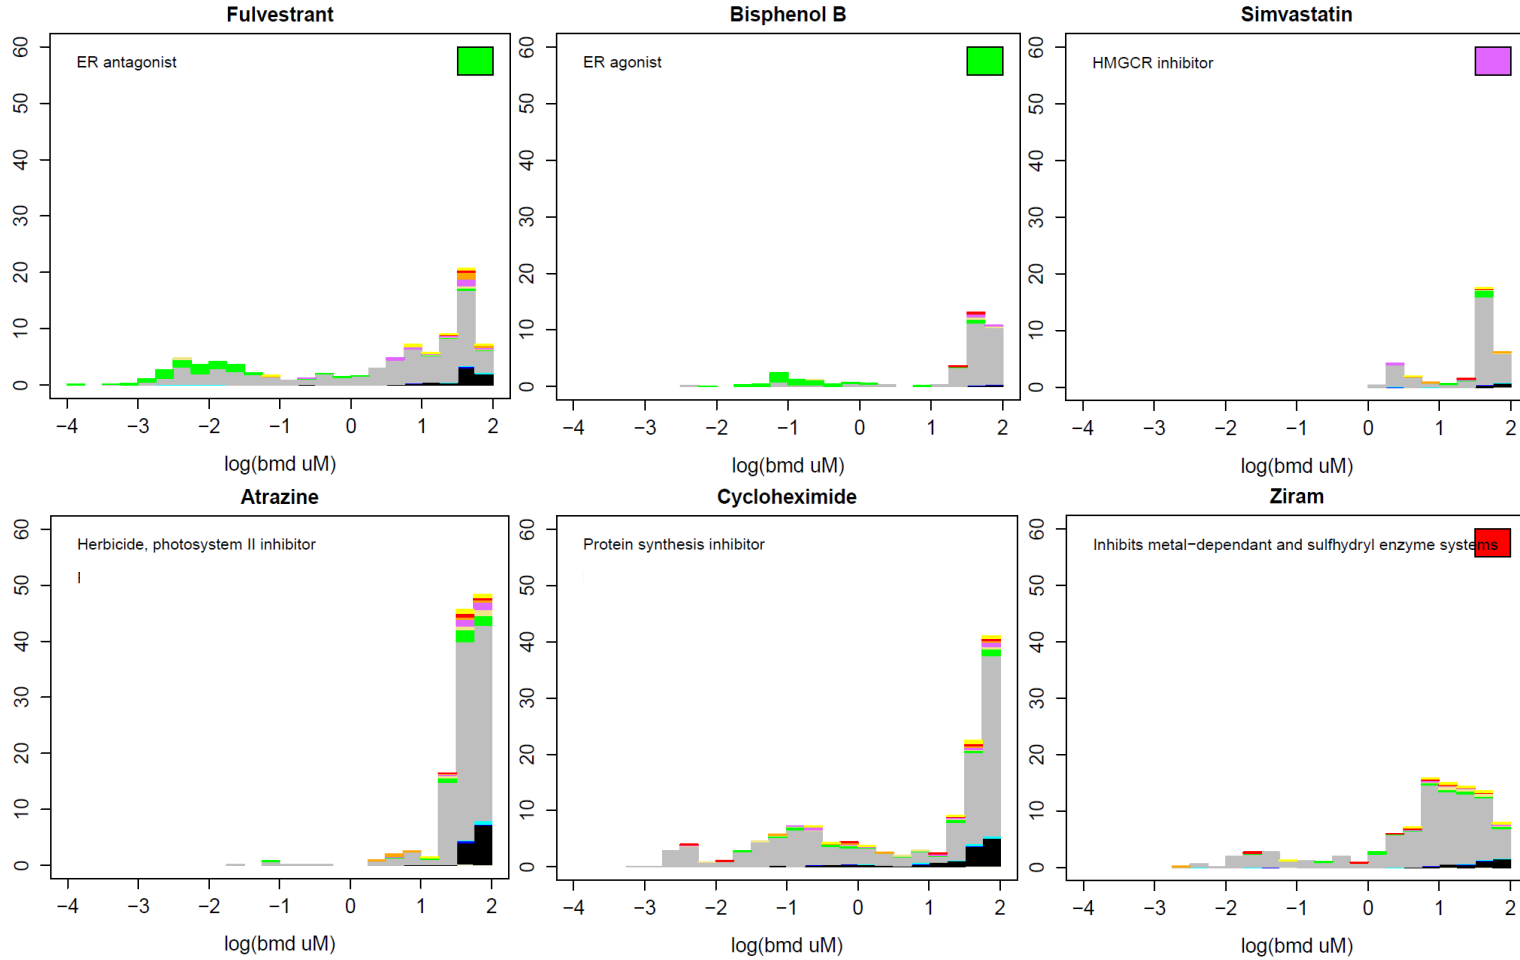 Fulvestrant
Bisphenol B
Simvastatin
60
50
40
30
20
10
0
ER antagonist
−4 −3 −2 −1 0 1 2
log(bmd uM)
60
50
40
30
20
10
0
ER agonist
−4 −3 −2 −1 0 1 2
log(bmd uM)
60
50
40
30
20
10
0
HMGCR inhibitor
−4 −3 −2 −1 0 1 2
log(bmd uM)
Atrazine
Cycloheximide
Ziram
60
50
40
30
20
10
0
Herbicide, photosystem II inhibitor
−4 −3 −2 −1 0 1 2
log(bmd uM)
60
50
40
30
20
10
0
Protein synthesis inhibitor
−4 −3 −2 −1 0 1 2
log(bmd uM)
60
50
40
30
20
10
0
Inhibits metal−dependant and sulfhydryl enzyme systems
−4 −3 −2 −1 0 1 2
log(bmd uM)